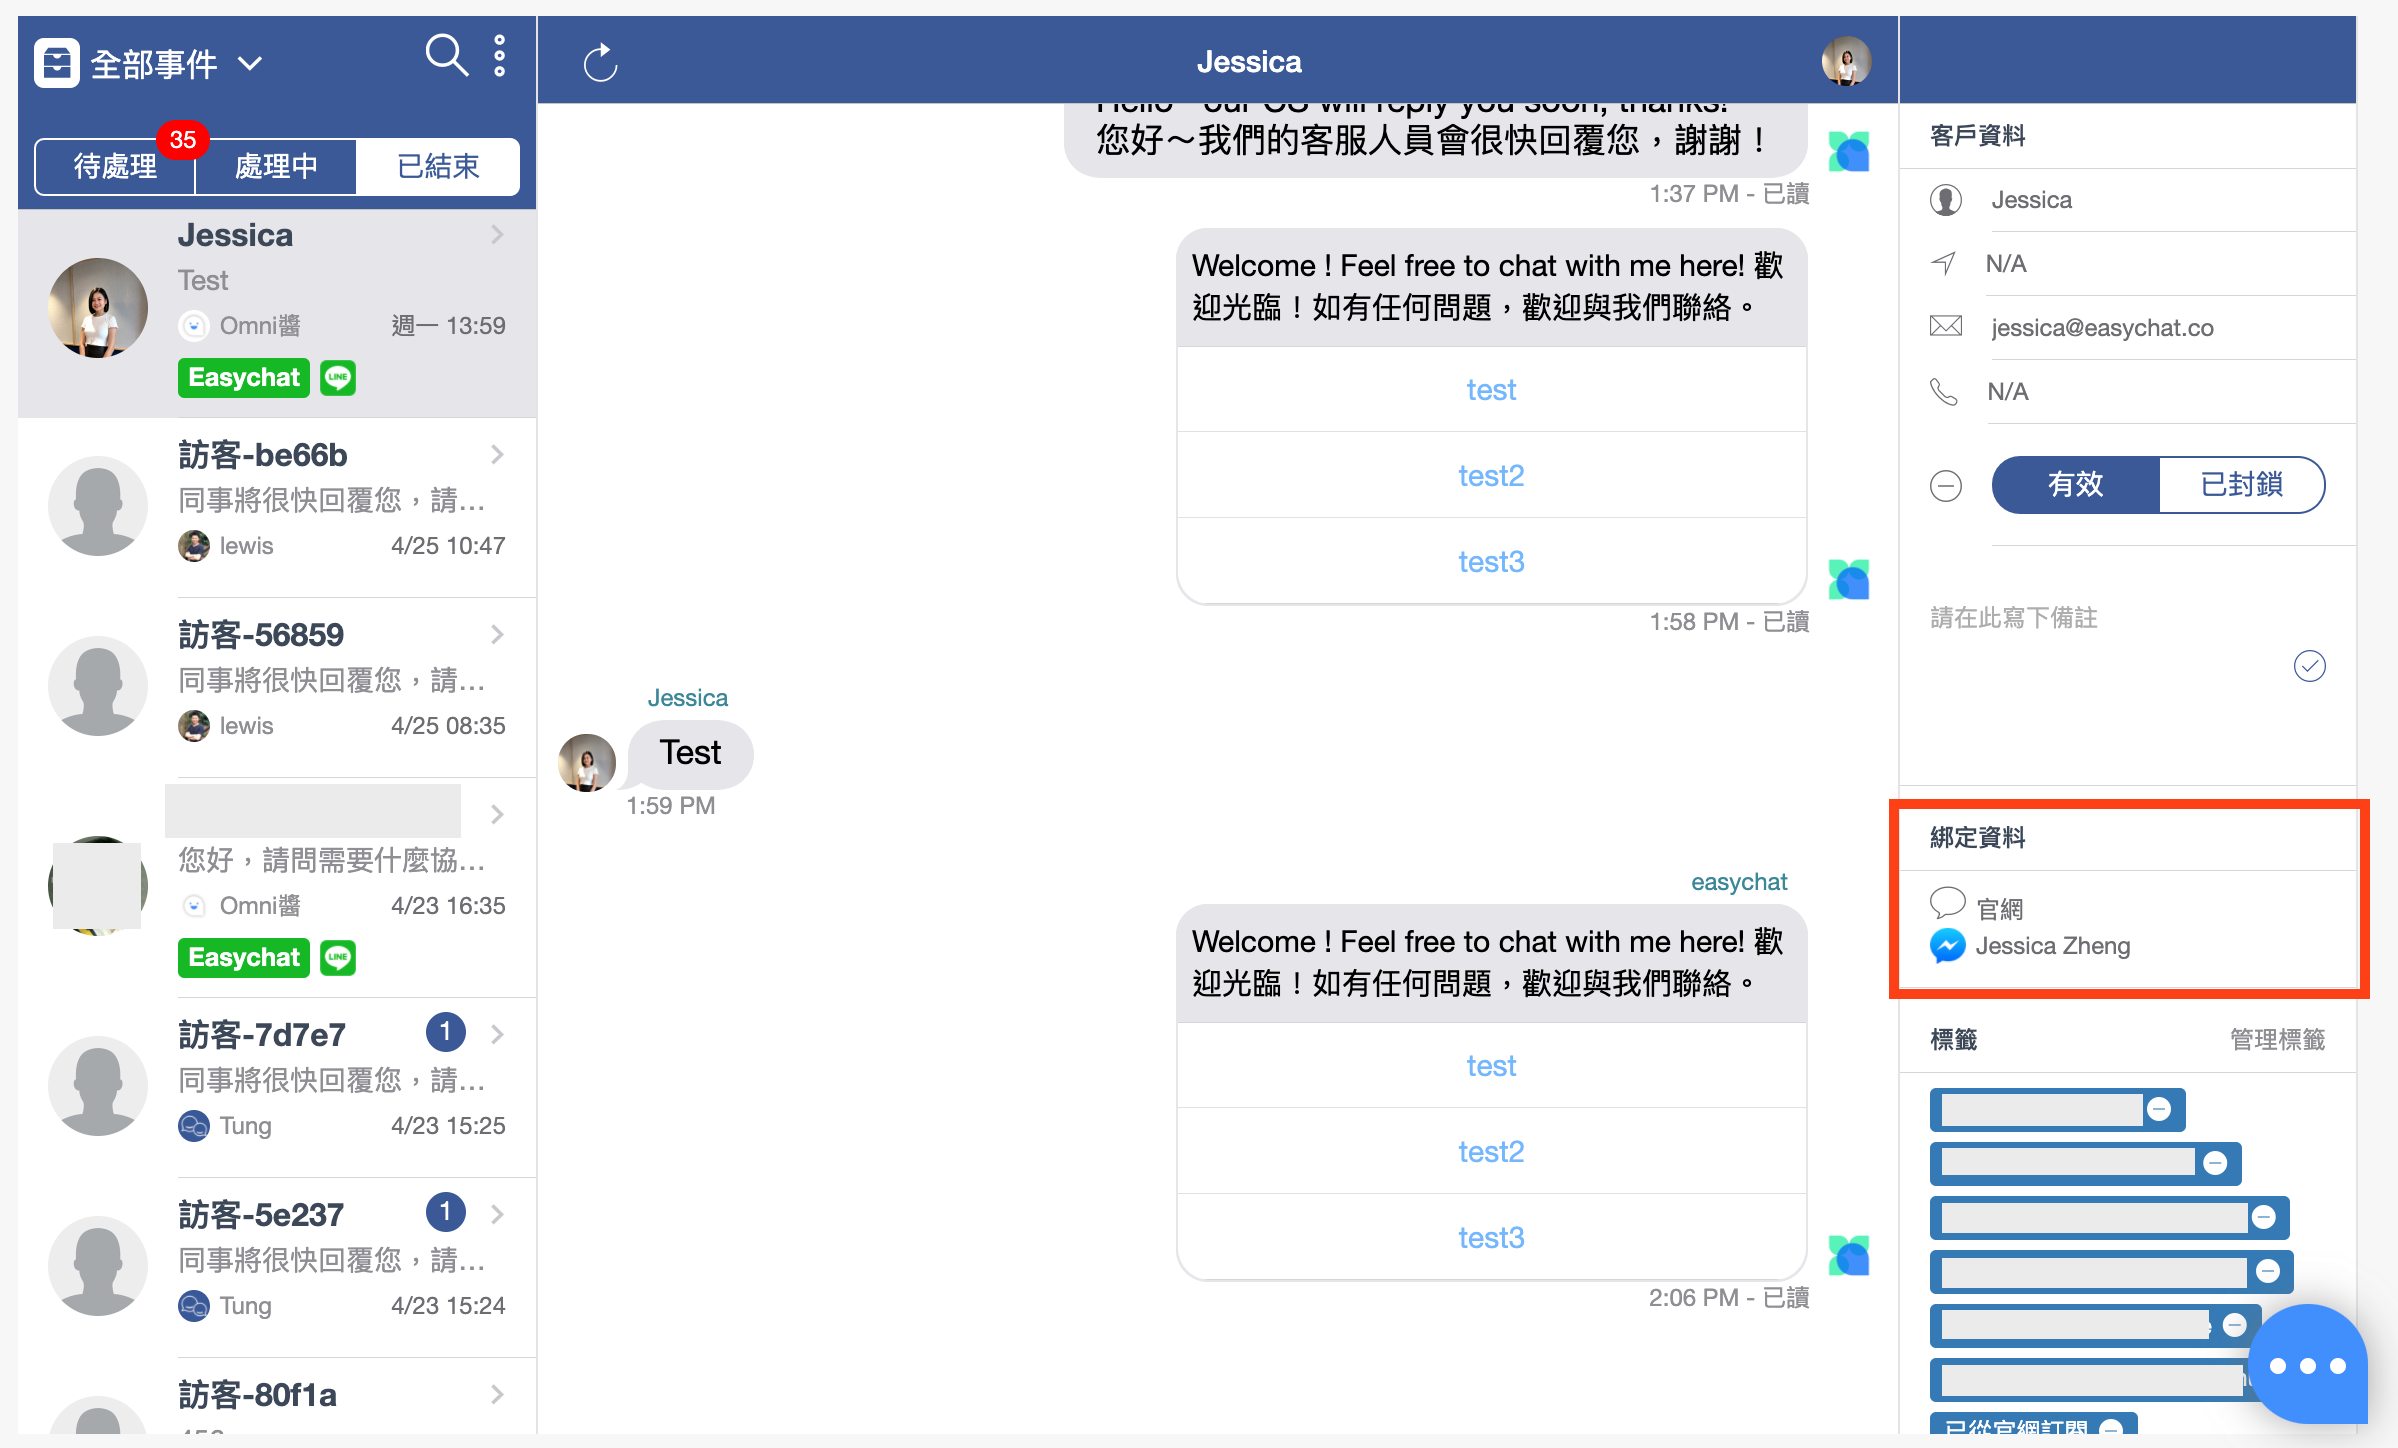 全部事件
待處理
35
處理中
已結束
Jessica
Test
Omni醬
週一 13:59
Easychat
LINE
訪客-be66b
同事將很快回覆您，請...
lewis
4/25 10:47
訪客-56859
同事將很快回覆您，請...
lewis
4/25 08:35
您好，請問需要什麼協...
Omni醬
4/23 16:35
Easychat
LINE
訪客-7d7e7
1
同事將很快回覆您，請...
Tung
4/23 15:25
訪客-5e237
1
同事將很快回覆您，請...
Tung
4/23 15:24
訪客-80f1a
Jessica
您好～我們的客服人員會很快回覆您，謝謝！
1:37 PM - 已讀
Welcome ! Feel free to chat with me here! 歡
迎光臨！如有任何問題，歡迎與我們聯絡。
test
test2
test3
1:58 PM - 已讀
Jessica
Test
1:59 PM
easychat
Welcome ! Feel free to chat with me here! 歡
迎光臨！如有任何問題，歡迎與我們聯絡。
test
test2
test3
2:06 PM - 已讀
客戶資料
Jessica
N/A
jessica@easychat.co
N/A
有效
已封鎖
請在此寫下備註
綁定資料
官網
Jessica Zheng
標籤
管理標籤
已從官網訂閱